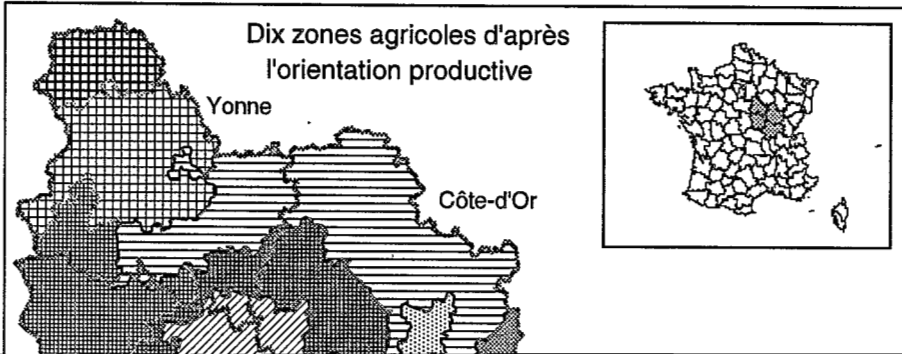 Dix zones agricoles d'après
l'orientation productive
Yonne
Côte-d'Or